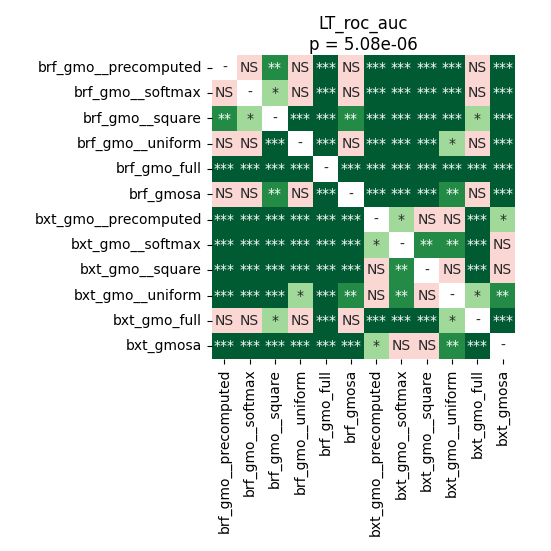 LT_roc_auc
p = 5.08e-06
brf_gmo__precomputed - NS ** NS *** NS *** *** *** *** NS ***
brf_gmo__softmax NS - * NS *** NS *** *** *** *** NS ***
brf_gmo__square ** * - *** *** ** *** *** *** *** * ***
brf_gmo__uniform NS NS *** - *** NS *** *** *** * NS ***
brf_gmo_full *** *** *** *** - *** *** *** *** *** *** ***
brf_gmosa NS NS ** NS *** - *** *** *** ** NS ***
bxt_gmo__precomputed *** *** *** *** *** *** - * NS NS *** *
bxt_gmo__softmax *** *** *** *** *** *** * - ** ** *** NS
bxt_gmo__square *** *** *** *** *** *** NS ** - NS *** NS
bxt_gmo__uniform *** *** *** * *** ** NS ** NS - * **
bxt_gmo_full NS NS * NS *** NS *** *** *** * - ***
bxt_gmosa *** *** *** *** *** *** * NS NS ** *** -
brf_gmo__precomputed
brf_gmo__softmax
brf_gmo__square
brf_gmo__uniform
brf_gmo_full
brf_gmosa
bxt_gmo__precomputed
bxt_gmo__softmax
bxt_gmo__square
bxt_gmo__uniform
bxt_gmo_full
bxt_gmosa